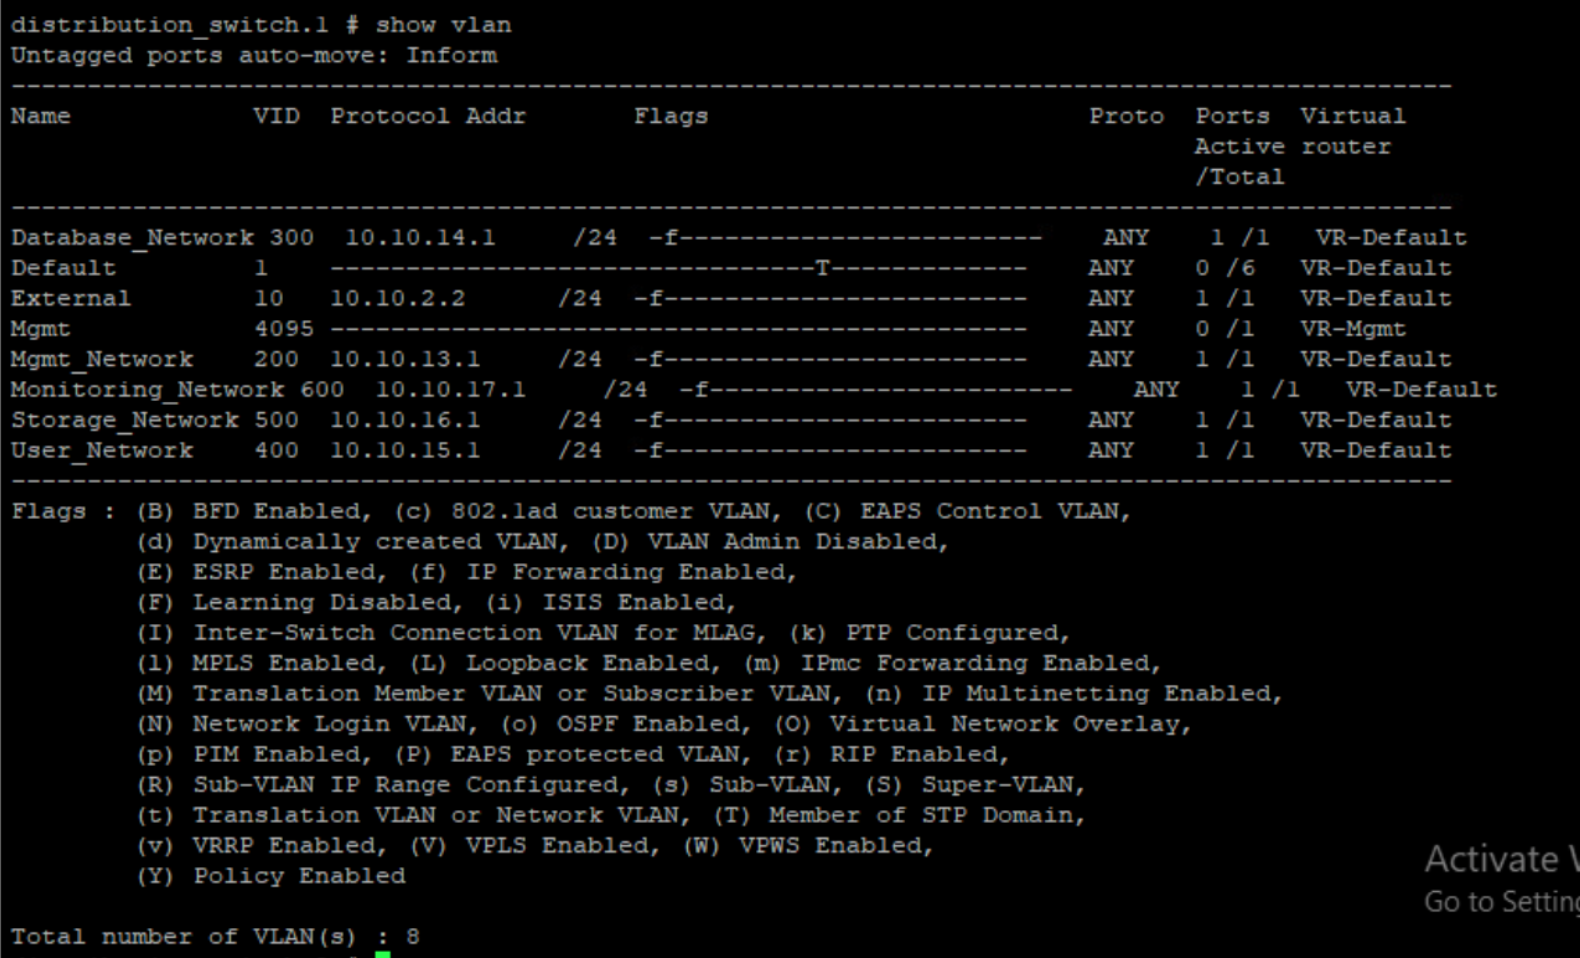 distribution_switch.1 # show vlan
Untagged ports auto-move: Inform
-----------------------------------------------------------------------------------------------
Name            VID  Protocol Addr       Flags                         Proto  Ports  Virtual
                                                                              Active router
                                                                              /Total
-----------------------------------------------------------------------------------------------
Database_Network 300  10.10.14.1     /24  -f------------------------    ANY    1 /1   VR-Default
Default         1    --------------------------------T-------------    ANY    0 /6   VR-Default
External        10   10.10.2.2      /24  -f------------------------    ANY    1 /1   VR-Default
Mgmt            4095 ----------------------------------------------    ANY    0 /1   VR-Mgmt
Mgmt_Network    200  10.10.13.1     /24  -f------------------------    ANY    1 /1   VR-Default
Monitoring_Network 600  10.10.17.1     /24  -f------------------------    ANY    1 /1   VR-Default
Storage_Network 500  10.10.16.1     /24  -f------------------------    ANY    1 /1   VR-Default
User_Network    400  10.10.15.1     /24  -f------------------------    ANY    1 /1   VR-Default
-----------------------------------------------------------------------------------------------
Flags : (B) BFD Enabled, (c) 802.1ad customer VLAN, (C) EAPS Control VLAN,
        (d) Dynamically created VLAN, (D) VLAN Admin Disabled,
        (E) ESRP Enabled, (f) IP Forwarding Enabled,
        (F) Learning Disabled, (i) ISIS Enabled,
        (I) Inter-Switch Connection VLAN for MLAG, (k) PTP Configured,
        (l) MPLS Enabled, (L) Loopback Enabled, (m) IPmc Forwarding Enabled,
        (M) Translation Member VLAN or Subscriber VLAN, (n) IP Multinetting Enabled,
        (N) Network Login VLAN, (o) OSPF Enabled, (O) Virtual Network Overlay,
        (p) PIM Enabled, (P) EAPS protected VLAN, (r) RIP Enabled,
        (R) Sub-VLAN IP Range Configured, (s) Sub-VLAN, (S) Super-VLAN,
        (t) Translation VLAN or Network VLAN, (T) Member of STP Domain,
        (v) VRRP Enabled, (V) VPLS Enabled, (W) VPWS Enabled,
        (Y) Policy Enabled
Activate
Go to Setting
Total number of VLAN(s) : 8